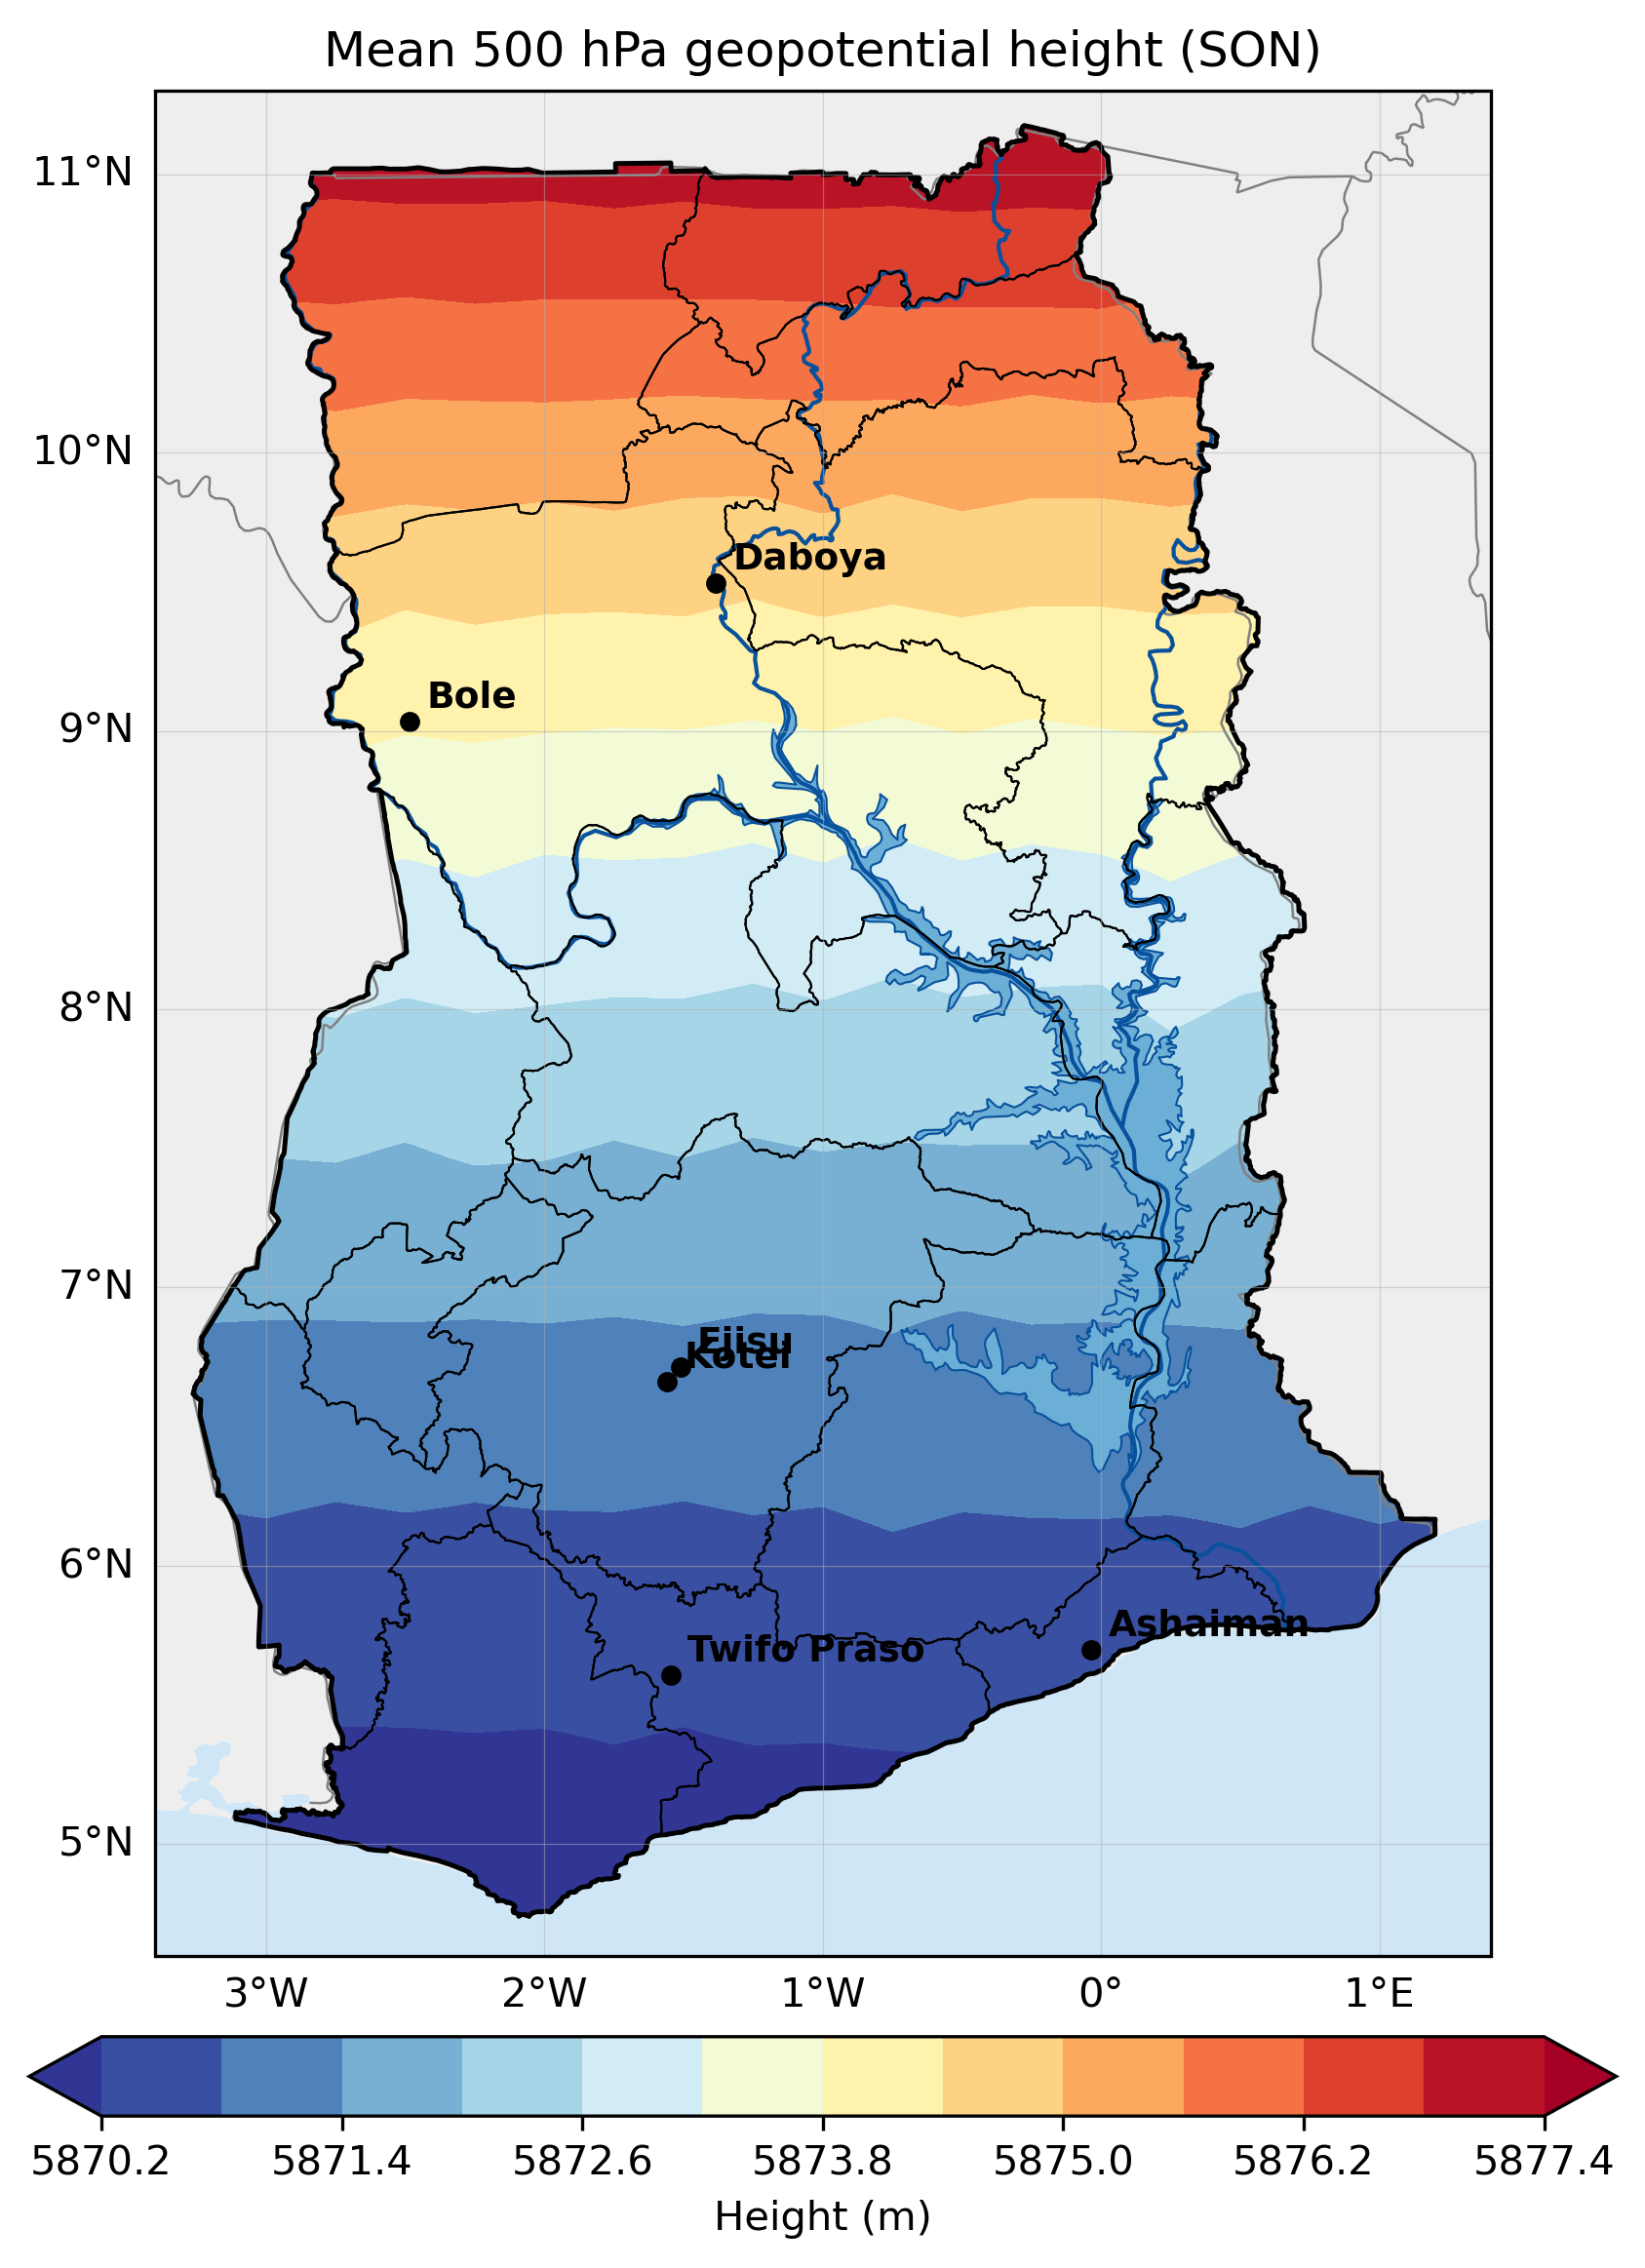 Mean 500 hPa geopotential height (SON)
11°N
10°N
Daboya
Bole
9°N
8°N
7°N
Ejisu
Kotei
6°N
Ashaiman
Twifo Praso
5°N
3°W 2°W 1°W 0° 1°E
5870.2 5871.4 5872.6 5873.8 5875.0 5876.2 5877.4
Height (m)